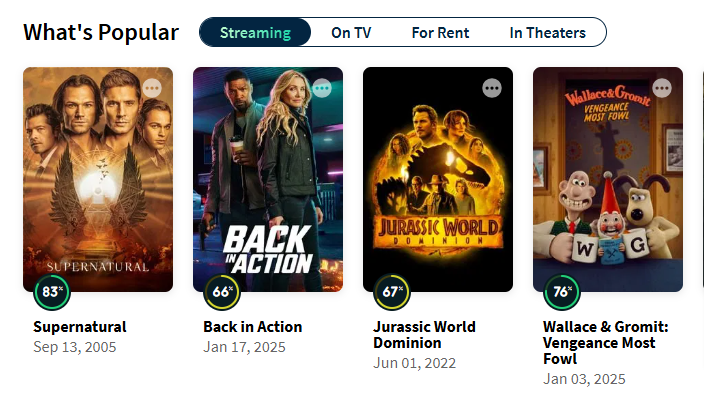 What's Popular
Streaming On TV For Rent In Theaters
SUPERNATURAL
BACK
IN ACTION
JURASSIC WORLD
DOMINION
Wallace & Gromit
VENGEANCE
MOST FOWL
W G
83%
66%
67%
76%
Supernatural
Sep 13, 2005
Back in Action
Jan 17, 2025
Jurassic World
Dominion
Jun 01, 2022
Wallace & Gromit:
Vengeance Most
Fowl
Jan 03, 2025